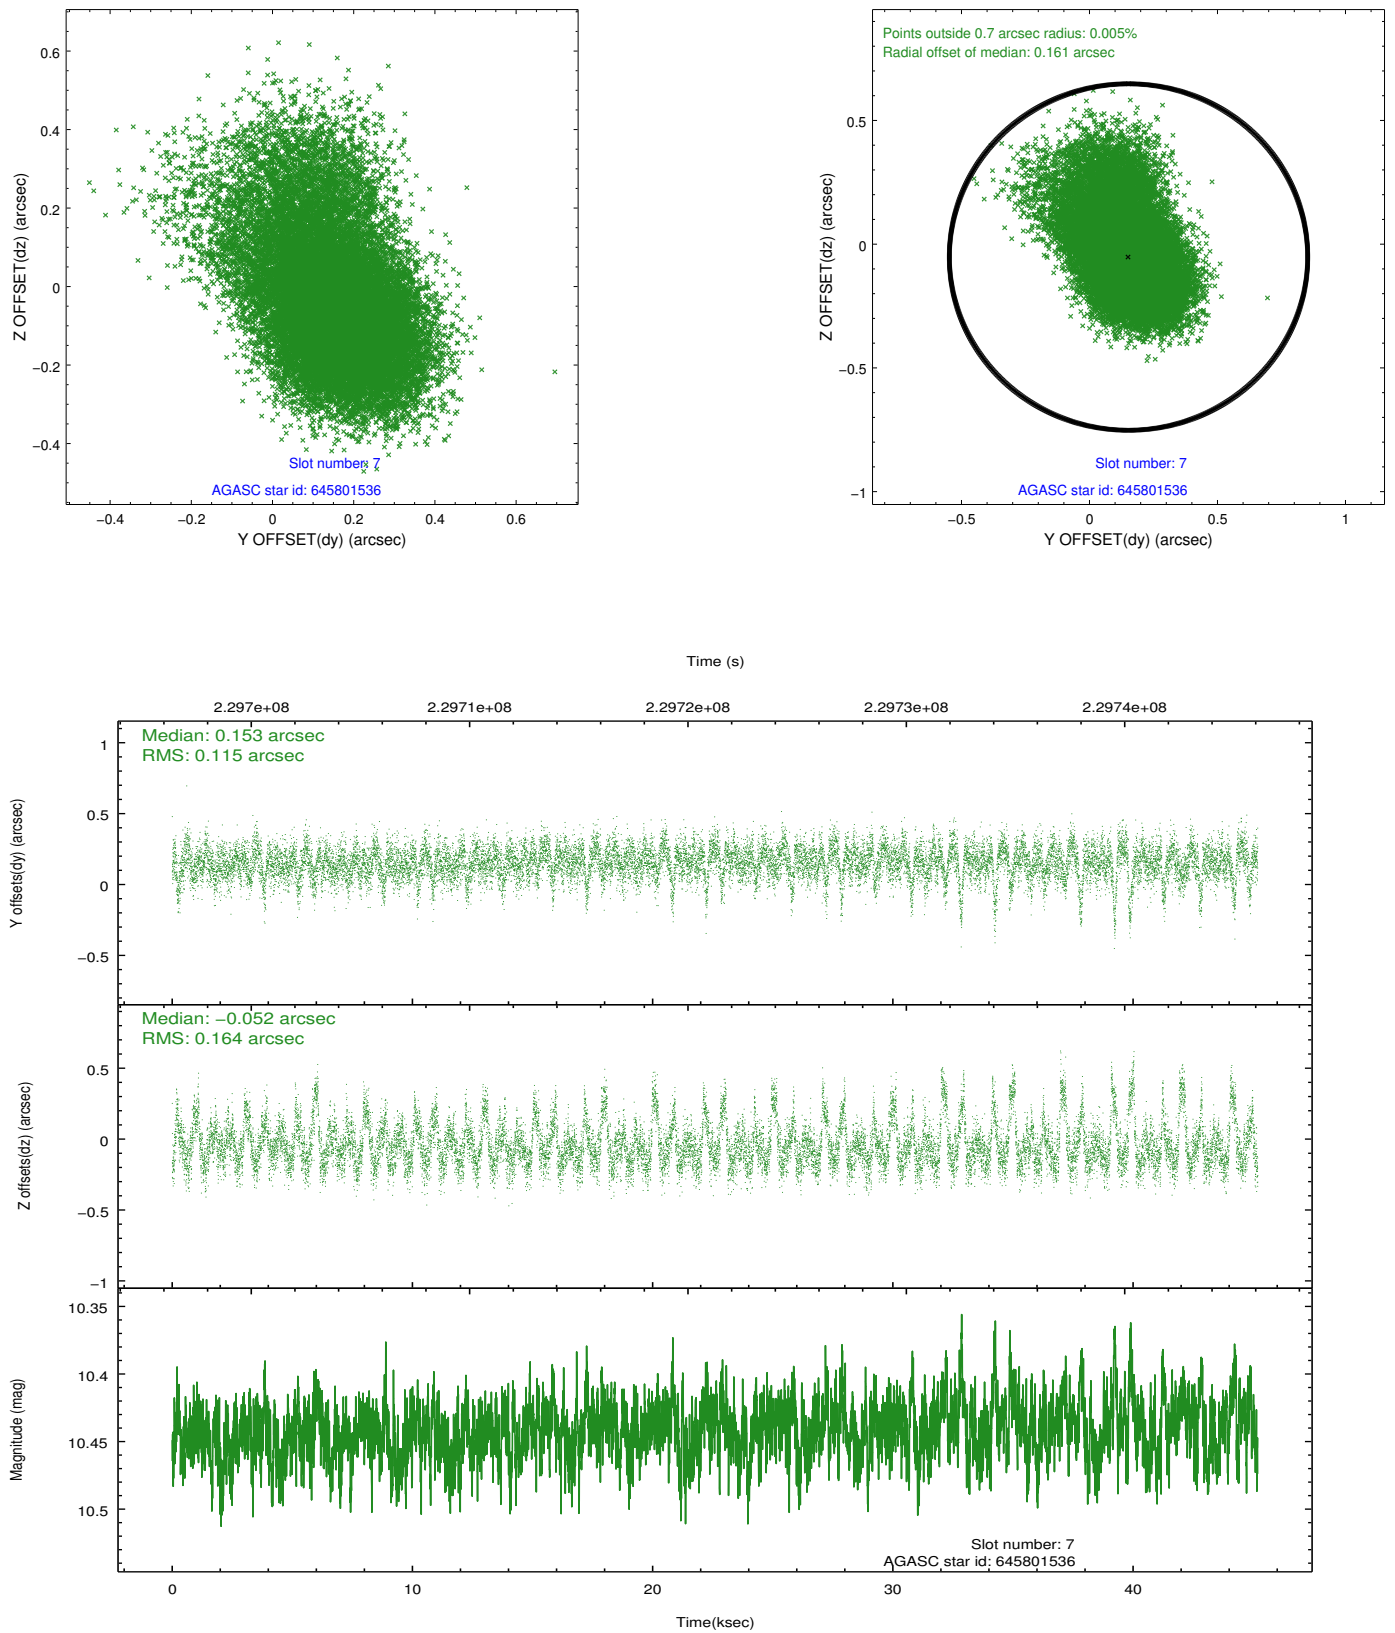 0.6
0.4
0.2
0
−0.2
−0.4
Z OFFSET(dz) (arcsec)
Slot number: 7
AGASC star id: 645801536
−0.4 −0.2 0 0.2 0.4 0.6
Y OFFSET(dy) (arcsec)
Points outside 0.7 arcsec radius: 0.005%
Radial offset of median: 0.161 arcsec
0.5
0
−0.5
−1
Z OFFSET(dz) (arcsec)
Slot number: 7
AGASC star id: 645801536
−0.5 0 0.5 1
Y OFFSET(dy) (arcsec)
Time (s)
2.297e+08 2.2971e+08 2.2972e+08 2.2973e+08 2.2974e+08
Median: 0.153 arcsec
RMS: 0.115 arcsec
1
0.5
0
−0.5
Y offsets(dy) (arcsec)
Median: −0.052 arcsec
RMS: 0.164 arcsec
0.5
0
−0.5
−1
Z offsets(dz) (arcsec)
10.35
10.4
10.45
10.5
Magnitude (mag)
Slot number: 7
AGASC star id: 645801536
0 10 20 30 40
Time(ksec)